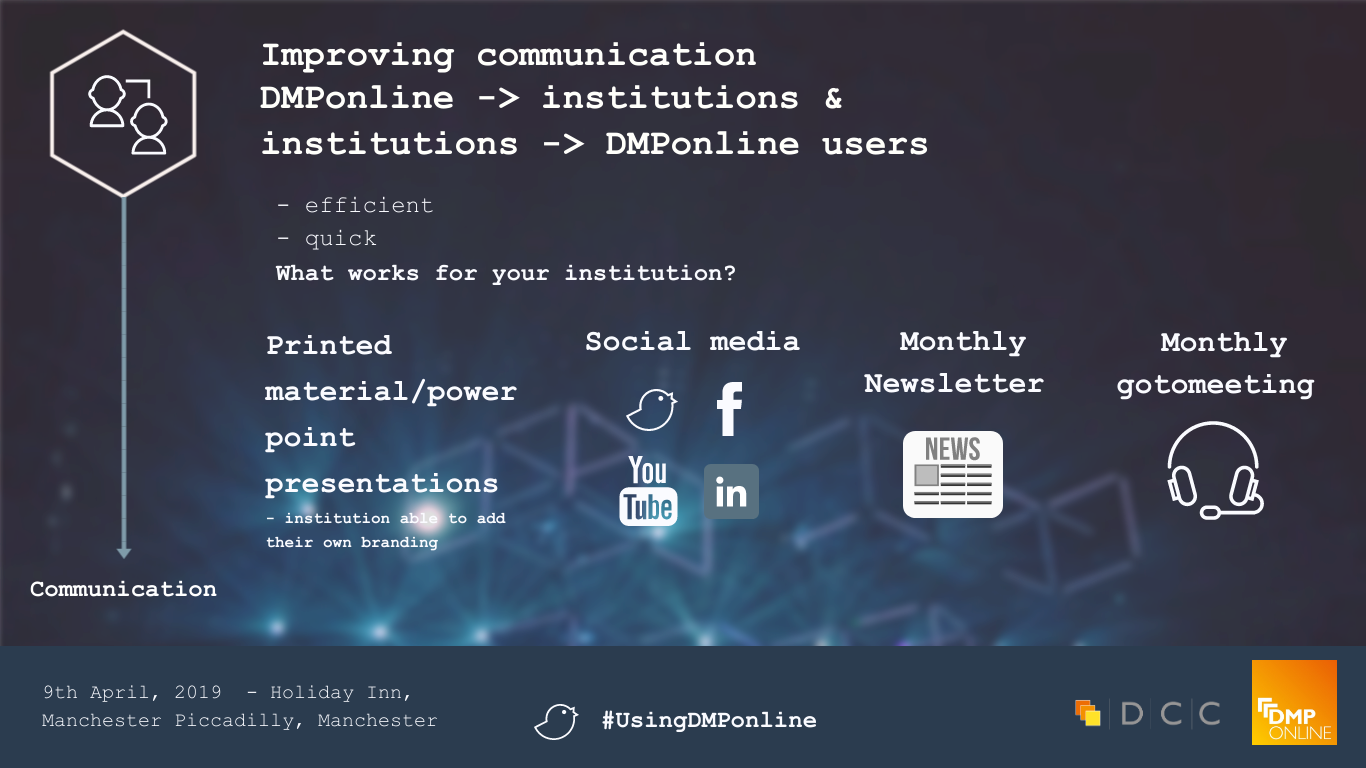 Improving communication
DMPonline -> institutions &
institutions -> DMPonline users
- efficient
- quick
What works for your institution?
Printed
material/power
point
presentations
- institution able to add
their own branding
Social media
You
Tube
in
Monthly
Newsletter
NEWS
Monthly
gotomeeting
Communication
9th April, 2019 - Holiday Inn,
Manchester Piccadilly, Manchester
#UsingDMPonline
DCC
DMP
ONLINE